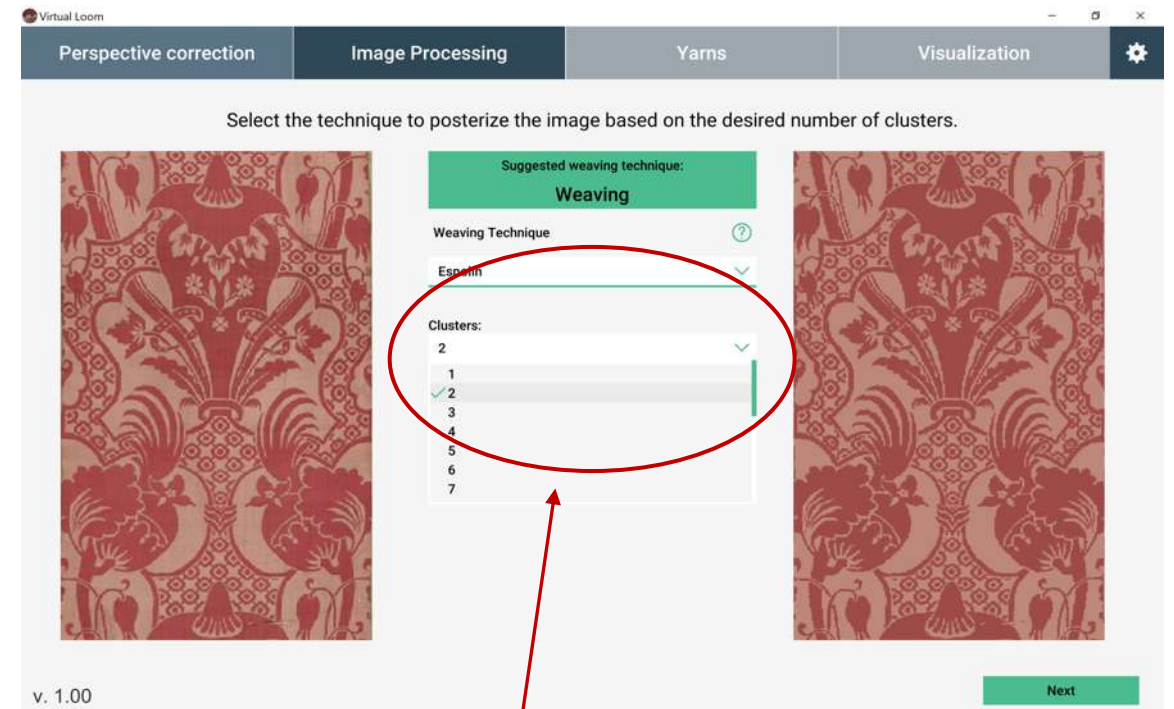 Virtual Loom
Perspective correction Image Processing Yarns Visualization
Select the technique to posterize the image based on the desired number of clusters.
Suggested weaving technique:
Weaving
Weaving Technique ?
Espolín
Clusters:
2
1
2
3
4
5
6
7
v. 1.00
Next